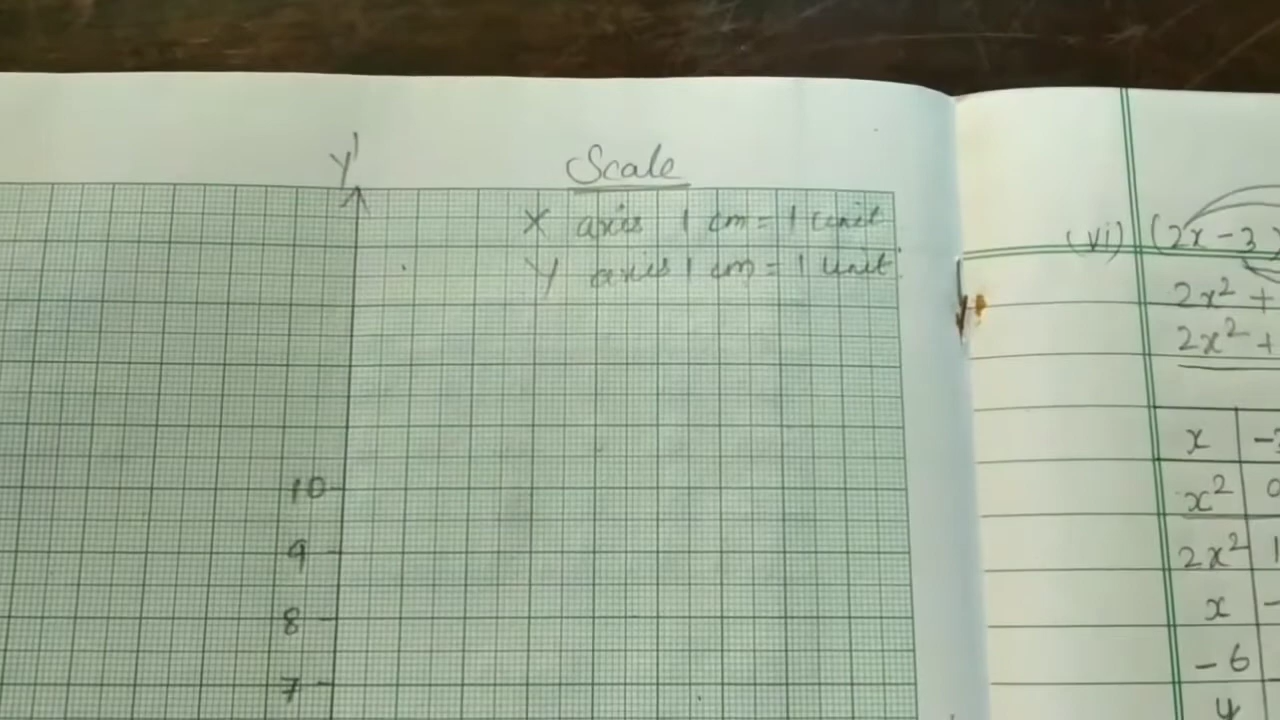 Y'
Scale
X axis 1 cm = 1 unit
Y axis 1 cm = 1 unit
10
9
8
7
(vi) (2x - 3)
2x² +
2x² +
x
x²
2x²
x
- 6
y